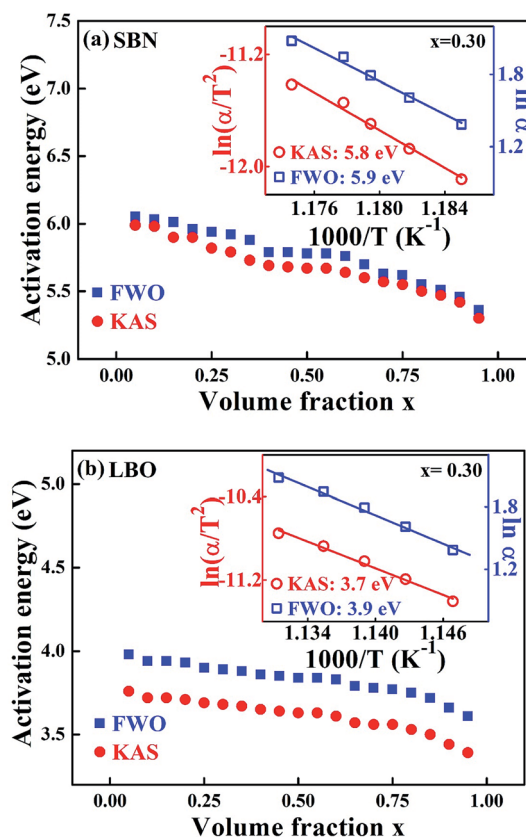 (a) SBN
x=0.30
Activation energy (eV)
7.5
7.0
6.5
6.0
5.5
5.0
ln(α/T²)
-11.2
-12.0
1.8
1.2
ln α
KAS: 5.8 eV
FWO: 5.9 eV
1.176 1.180 1.184
1000/T (K⁻¹)
FWO
KAS
0.00 0.25 0.50 0.75 1.00
Volume fraction x
(b) LBO
x= 0.30
Activation energy (eV)
5.0
4.5
4.0
3.5
ln(α/T²)
-10.4
-11.2
1.8
1.2
ln α
KAS: 3.7 eV
FWO: 3.9 eV
1.134 1.140 1.146
1000/T (K⁻¹)
FWO
KAS
0.00 0.25 0.50 0.75 1.00
Volume fraction x